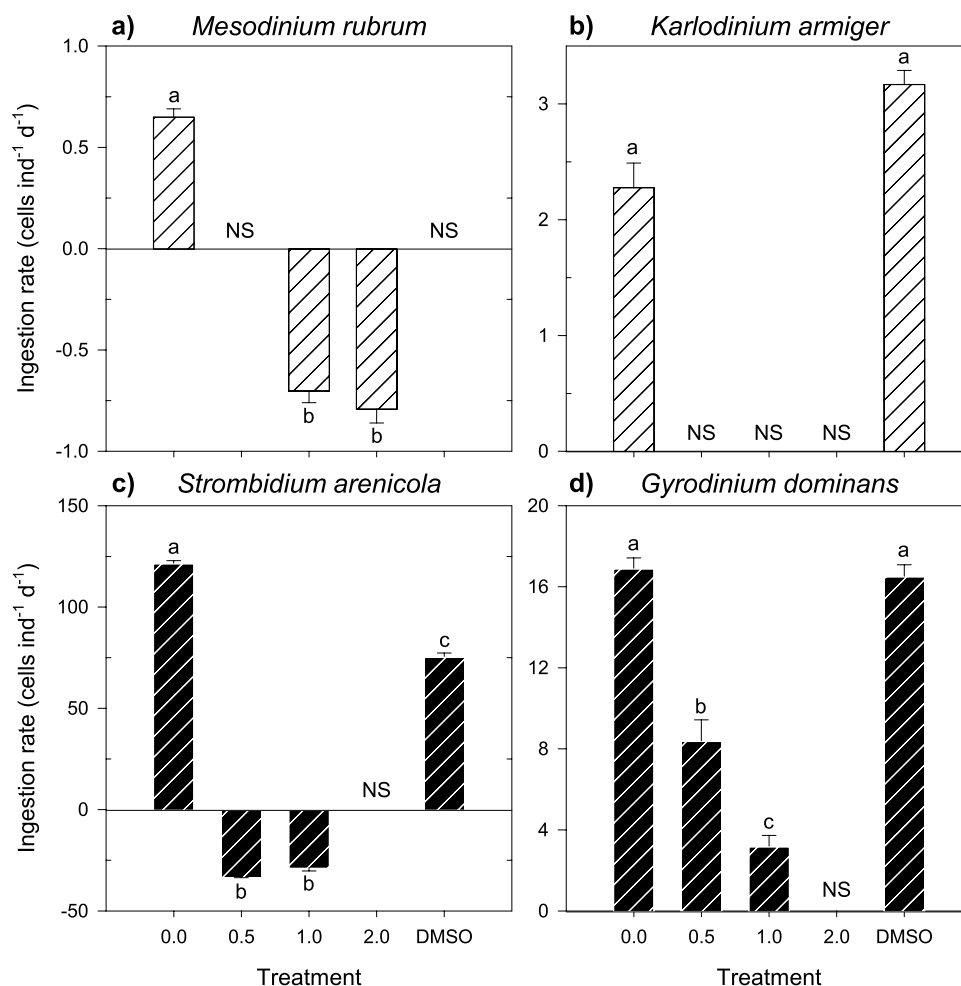 a) Mesodinium rubrum
b) Karlodinium armiger
Ingestion rate (cells ind⁻¹ d⁻¹)
1.0
0.5
0.0
-0.5
-1.0
a
NS
b
b
NS
3
2
1
0
a
NS
NS
NS
a
c) Strombidium arenicola
d) Gyrodinium dominans
Ingestion rate (cells ind⁻¹ d⁻¹)
150
100
50
0
-50
a
b
b
NS
c
20
16
12
8
4
0
a
b
c
NS
a
0.0 0.5 1.0 2.0 DMSO
0.0 0.5 1.0 2.0 DMSO
Treatment
Treatment